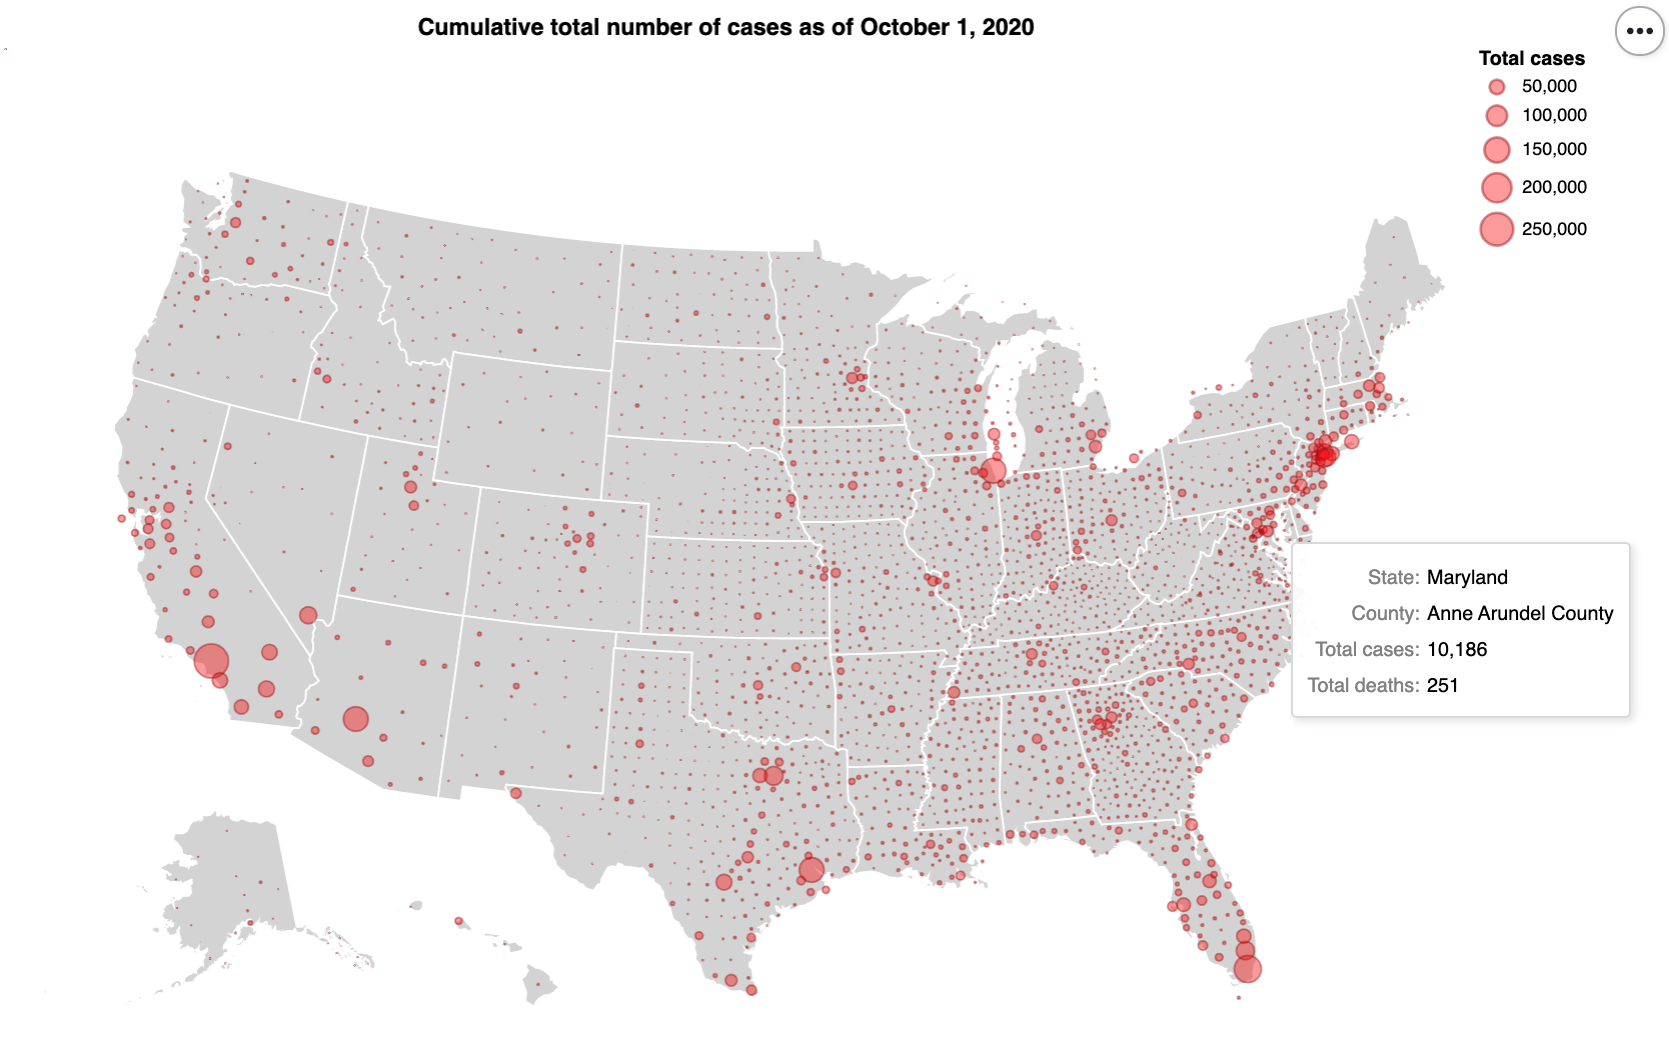 Cumulative total number of cases as of October 1, 2020
Total cases
50,000
100,000
150,000
200,000
250,000
State: Maryland
County: Anne Arundel County
Total cases: 10,186
Total deaths: 251